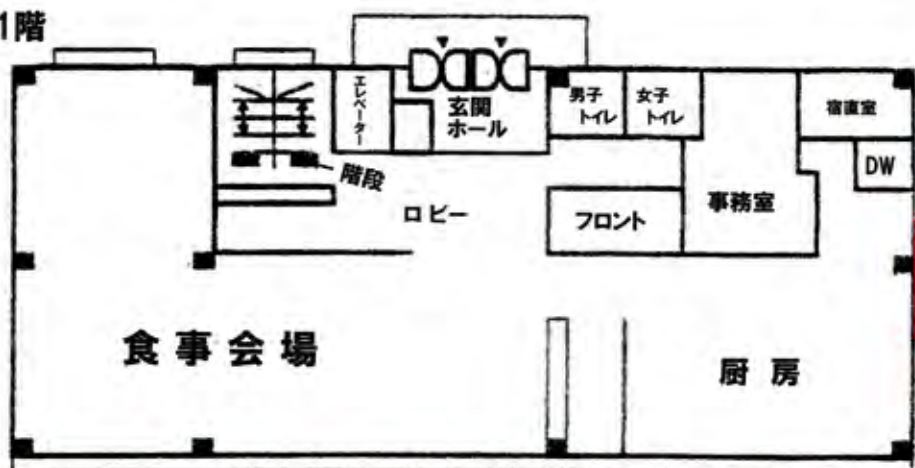 1階
エレベーター
玄関
ホール
男子
トイレ
女子
トイレ
宿直室
DW
階段
ロビー
フロント
事務室
食事会場
厨房